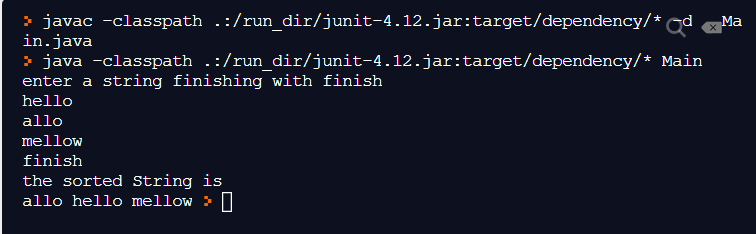 > javac -classpath .:/run_dir/junit-4.12.jar:target/dependency/* -d . Ma
in.java
> java -classpath .:/run_dir/junit-4.12.jar:target/dependency/* Main
enter a string finishing with finish
hello
allo
mellow
finish
the sorted String is
allo hello mellow >